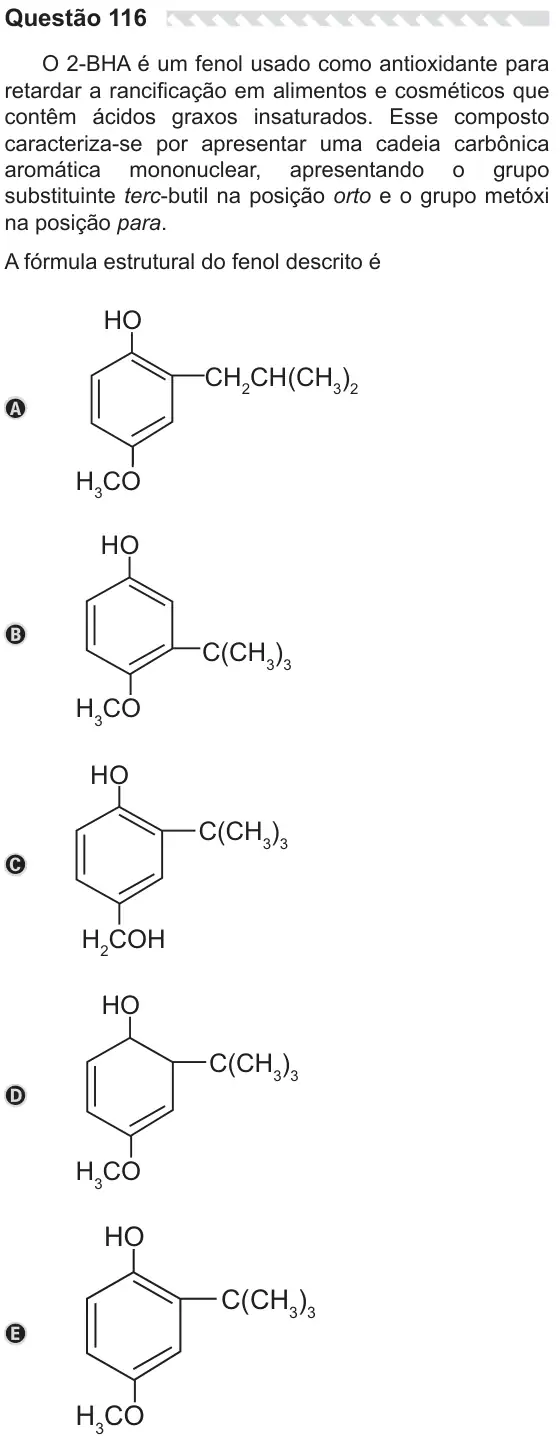 Questão 116
O 2-BHA é um fenol usado como antioxidante para
retardar a rancificação em alimentos e cosméticos que
contêm ácidos graxos insaturados. Esse composto
caracteriza-se por apresentar uma cadeia carbônica
aromática mononuclear, apresentando o grupo
substituinte terc-butil na posição orto e o grupo metóxi
na posição para.
A fórmula estrutural do fenol descrito é
HO
CH₂CH(CH₃)₂
A
H₃CO
HO
B
C(CH₃)₃
H₃CO
HO
C(CH₃)₃
C
H₂COH
HO
C(CH₃)₃
D
H₃CO
HO
C(CH₃)₃
E
H₃CO